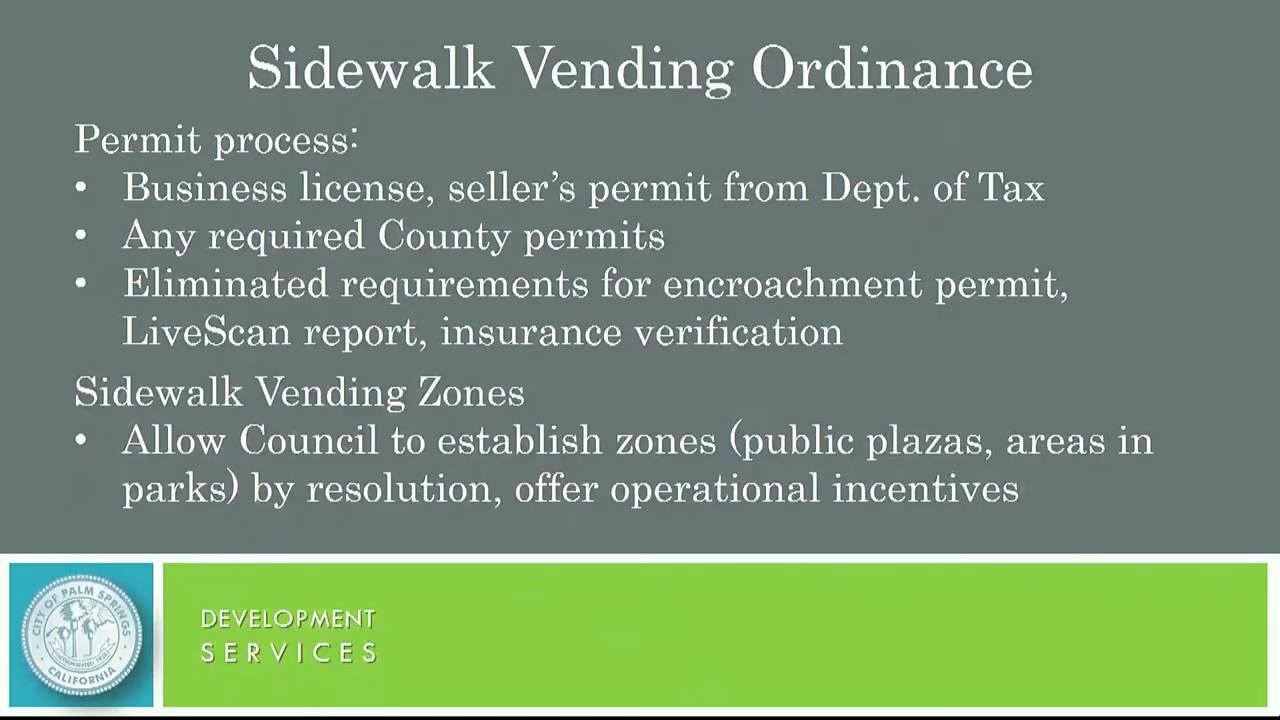 Sidewalk Vending Ordinance
Permit process:
• Business license, seller’s permit from Dept. of Tax
• Any required County permits
• Eliminated requirements for encroachment permit,
LiveScan report, insurance verification
Sidewalk Vending Zones
• Allow Council to establish zones (public plazas, areas in
parks) by resolution, offer operational incentives
CITY OF PALM SPRINGS
CALIFORNIA
DEVELOPMENT
SERVICES